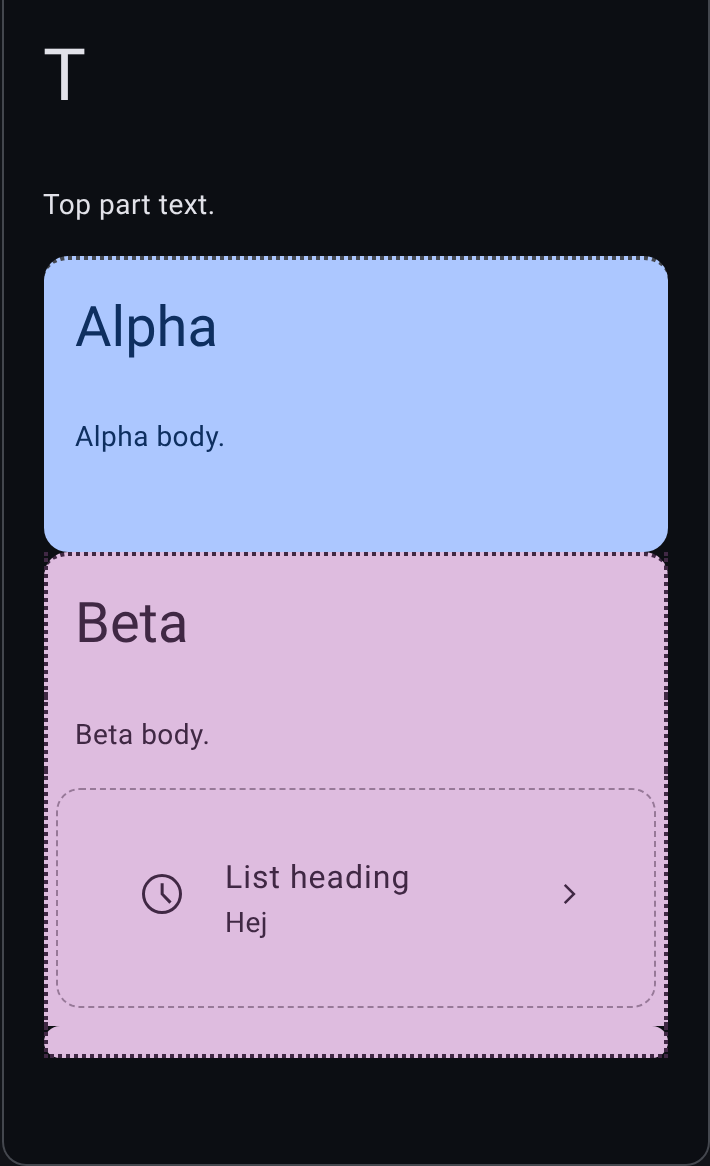 T
Top part text.
Alpha
Alpha body.
Beta
Beta body.
List heading
Hej